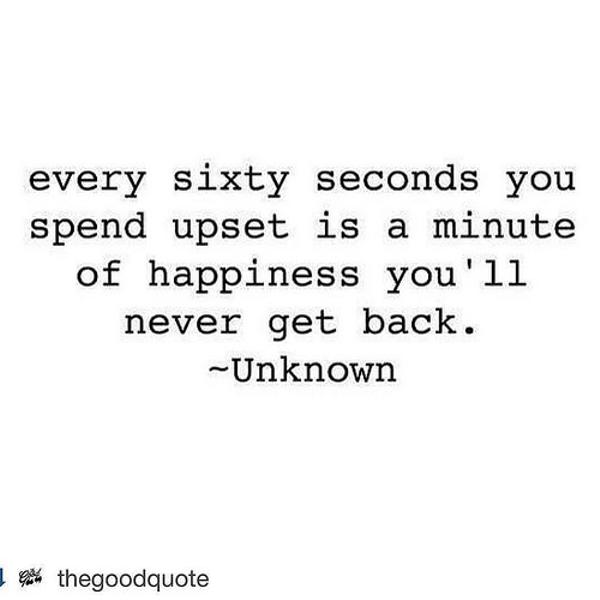 every sixty seconds you
spend upset is a minute
of happiness you'll
never get back.
~Unknown
thegoodquote